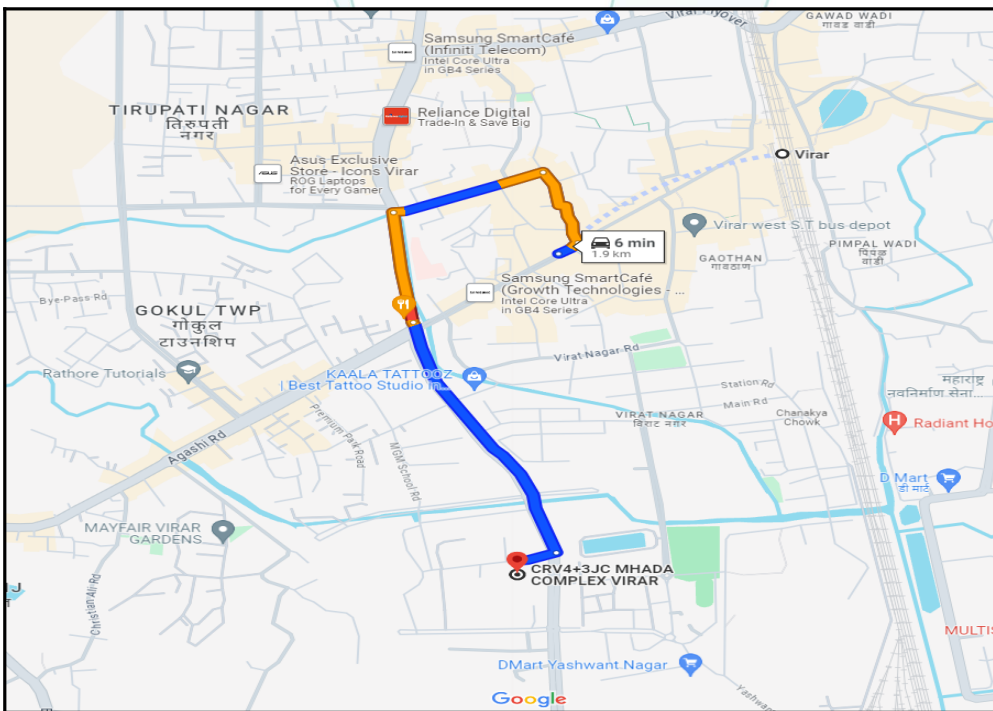 Virar Flyover
GAWAD WADI
गावड वाडी
Samsung SmartCafé
(Infiniti Telecom)
Intel Core Ultra
in GB4 Series
TIRUPATI NAGAR
तिरुपती
नगर
Reliance Digital
Trade-In & Save Big
Asus Exclusive
Store - Icons Virar
ROG Laptops
for Every Gamer
ASUS
Virar
6 min
1.9 km
Virar west S.T bus depot
PIMPAL WADI
पिंपळ
वाडी
GAOTHAN
गावठाण
Samsung SmartCafé
(Growth Technologies - ...
Intel Core Ultra
in GB4 Series
Bye-Pass Rd
GOKUL TWP
गोकुल
टाउनशिप
Rathore Tutorials
KAALA TATTOOZ
| Best Tattoo Studio in...
Virat Nagar Rd
Station Rd
Main Rd
महाराष्ट्र
नवनिर्माण सेना...
Chanakya
Chowk
VIRAT NAGAR
विराट नगर
Radiant Ho
Premium Park Road
MGM School Rd
Agashi Rd
D Mart
डी मार्ट
MAYFAIR VIRAR
GARDENS
CRV4+3JC MHADA
COMPLEX VIRAR
Christian Ali Rd
MULTIS
DMart Yashwant Nagar
Yashwa
Google